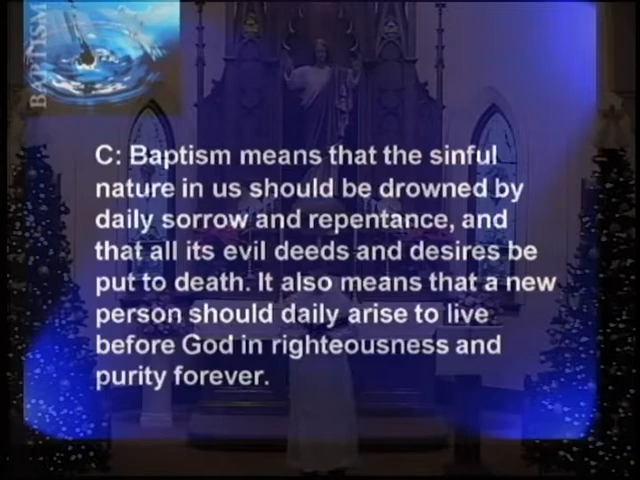 BAPTISM
C: Baptism means that the sinful
nature in us should be drowned by
daily sorrow and repentance, and
that all its evil deeds and desires be
put to death. It also means that a new
person should daily arise to live
before God in righteousness and
purity forever.